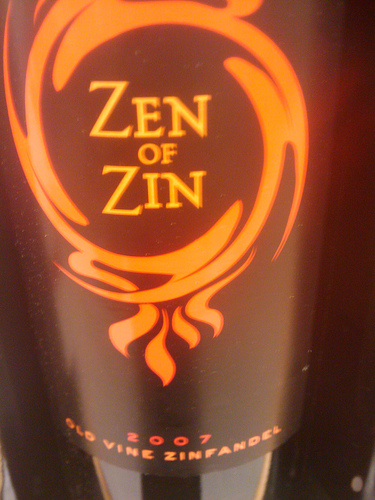 ZEN
OF
ZIN
2007
OLD VINE ZINFANDEL